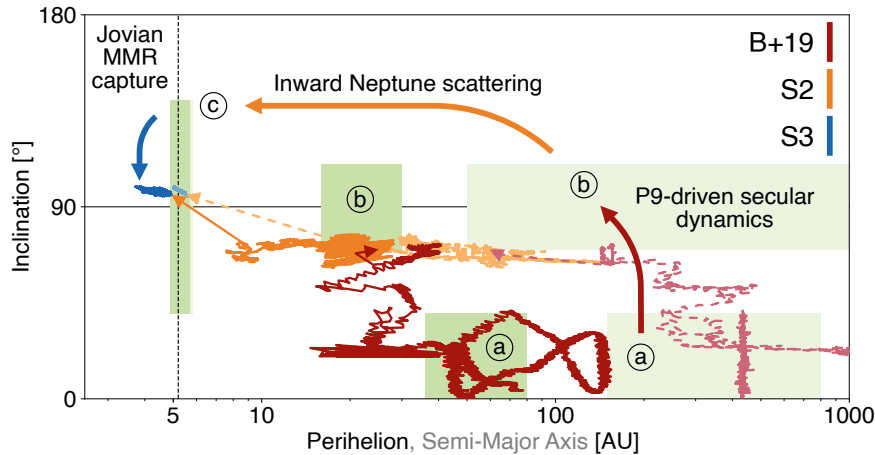 180
Jovian
MMR
capture
Inward Neptune scattering
B+19
S2
S3
c
b
b
P9-driven secular
dynamics
90
Inclination [°]
a
a
0
5
10
100
1000
Perihelion, Semi-Major Axis [AU]